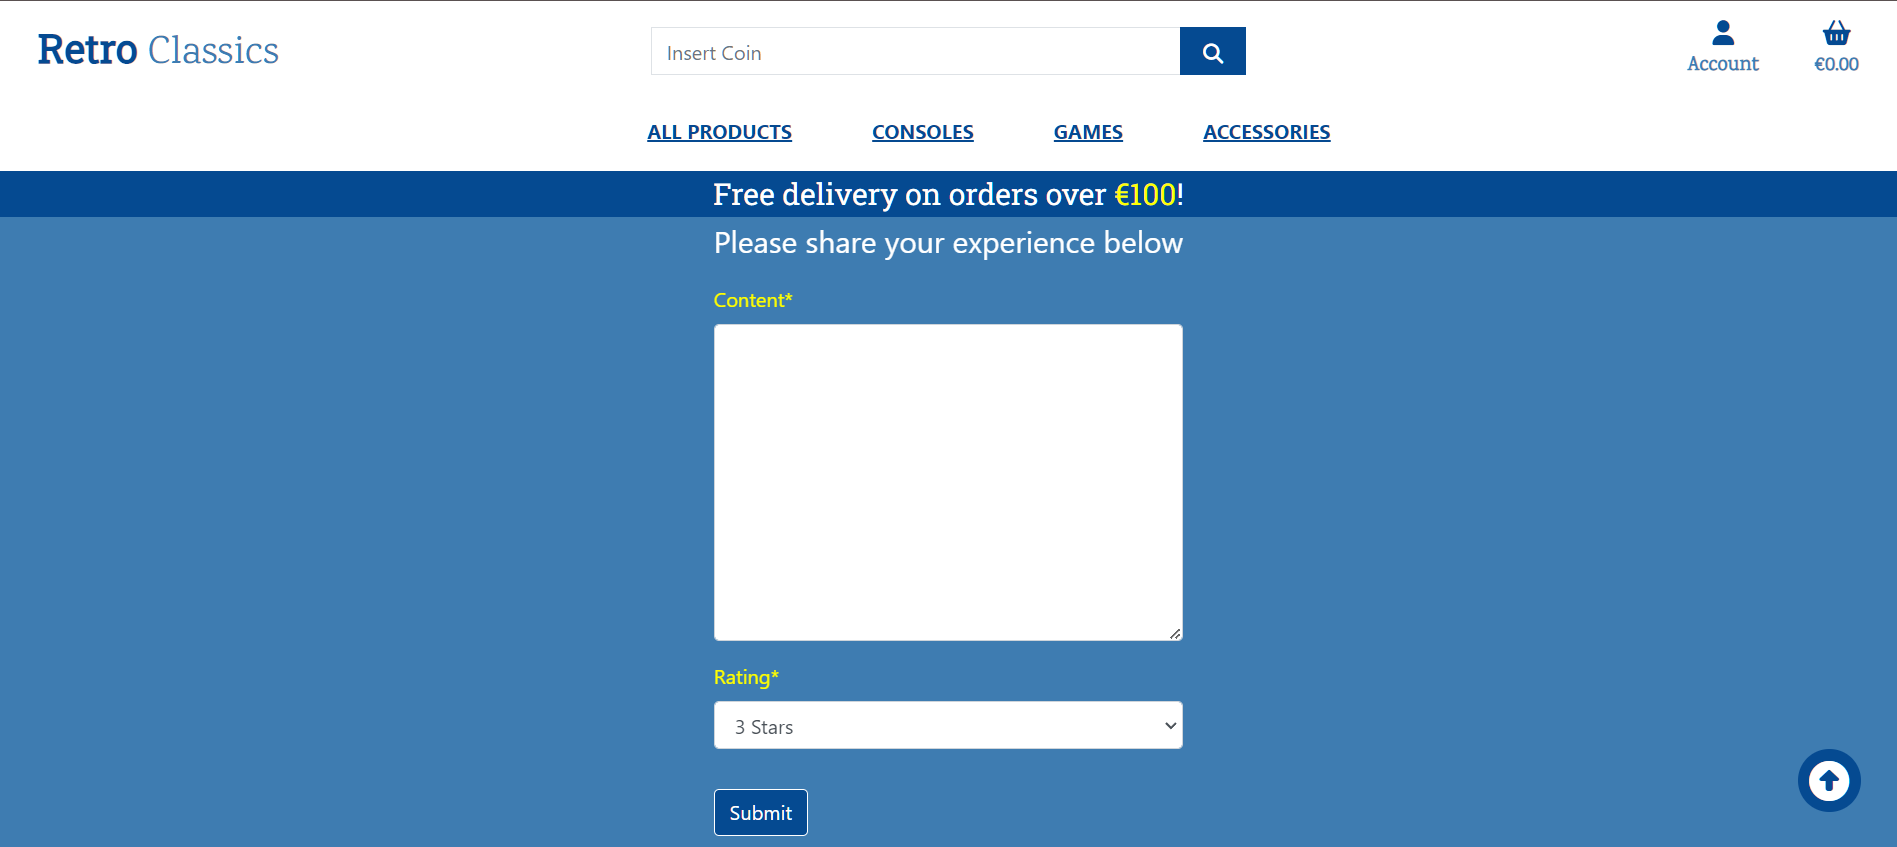 Retro Classics
Insert Coin
Account
€0.00
ALL PRODUCTS CONSOLES GAMES ACCESSORIES
Free delivery on orders over €100!
Please share your experience below
Content*
Rating*
3 Stars
Submit